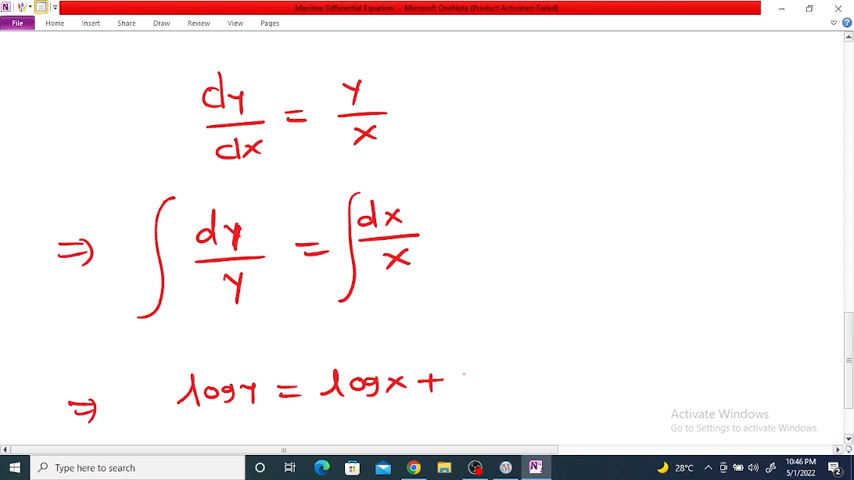 Maxima: Differential Equation - Microsoft OneNote (Product Activation Failed)
File Home Insert Share Draw Review View Pages
dy/dx = y/x
⇒ ∫ dy/y = ∫ dx/x
⇒ log y = log x +
Activate Windows
Go to Settings to activate Windows.
Type here to search
28°C
10:46 PM
5/1/2022
2